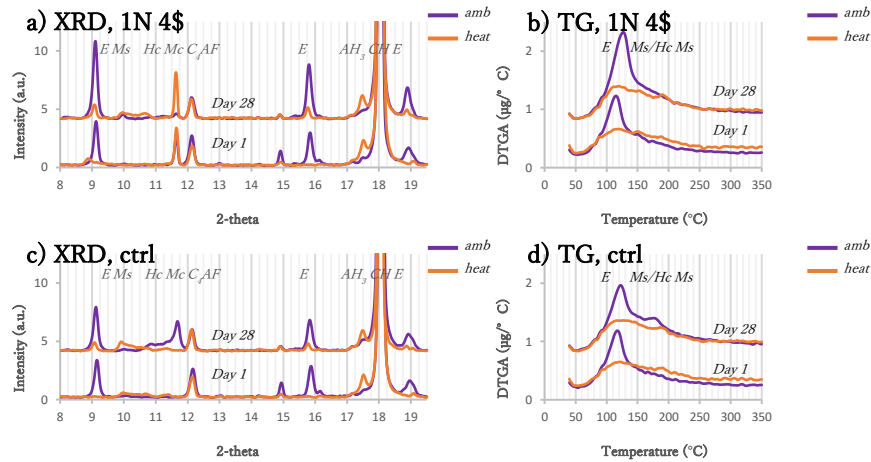 a) XRD, 1N 4$
amb
heat
E Ms Hc Mc C4AF E AH3 CH E
10
5
0
Day 28
Day 1
Intensity (a.u.)
8 9 10 11 12 13 14 15 16 17 18 19
2-theta
b) TG, 1N 4$
amb
heat
E Ms/Hc Ms
2
1
0
Day 28
Day 1
DTGA (µg/° C)
0 50 100 150 200 250 300 350
Temperature (°C)
c) XRD, ctrl
amb
heat
E Ms Hc Mc C4AF E AH3 CH E
10
5
0
Day 28
Day 1
Intensity (a.u.)
8 9 10 11 12 13 14 15 16 17 18 19
2-theta
d) TG, ctrl
amb
heat
E Ms/Hc Ms
2
1
0
Day 28
Day 1
DTGA (µg/° C)
0 50 100 150 200 250 300 350
Temperature (°C)